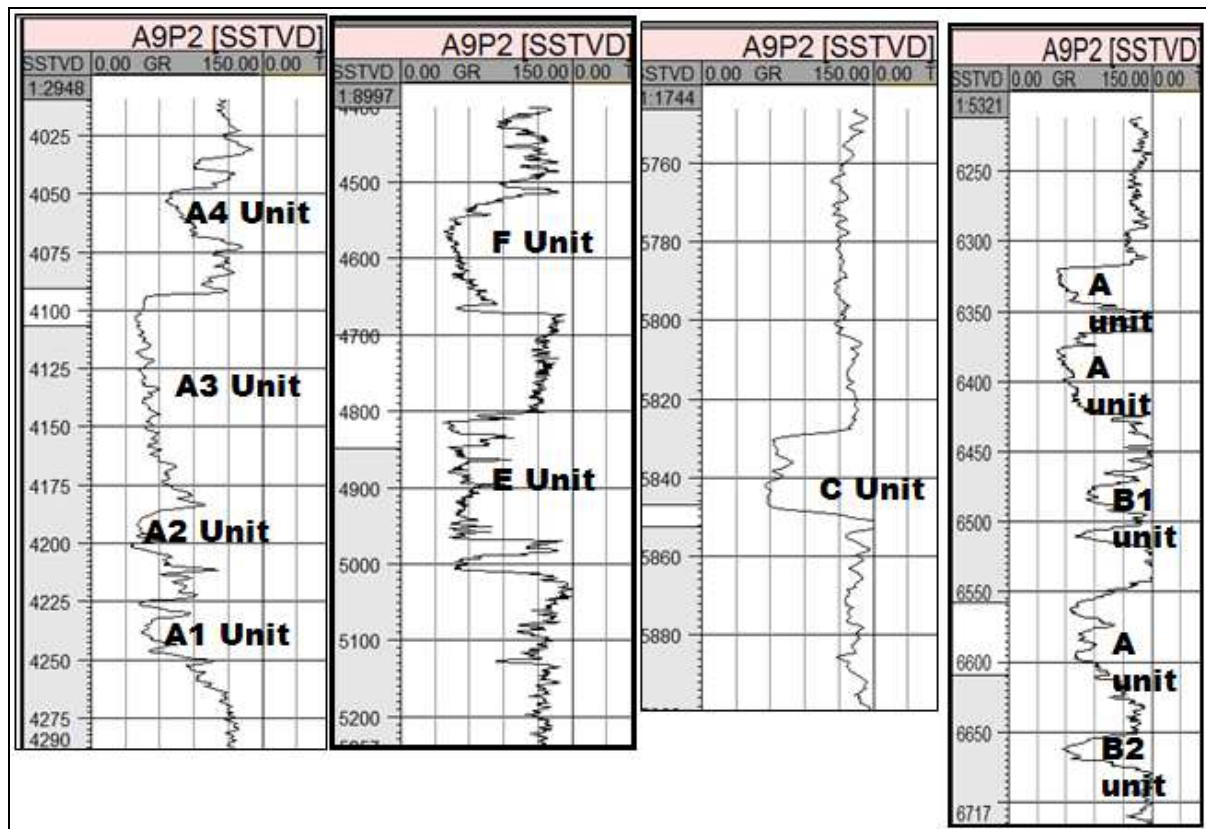 A9P2 [SSTVD]
SSTVD 0.00 GR 150.00 0.00 T
1:2948
4025
4050
A4 Unit
4075
4100
4125
A3 Unit
4150
4175
A2 Unit
4200
4225
A1 Unit
4250
4275
4290
A9P2 [SSTVD]
SSTVD 0.00 GR 150.00 0.00 T
1:8997
4400
4500
F Unit
4600
4700
4800
E Unit
4900
5000
5100
5200
A9P2 [SSTVD]
STVD 0.00 GR 150.00 0.00 T
1:1744
5760
5780
5800
5820
C Unit
5840
5860
5880
A9P2 [SSTVD]
SSTVD 0.00 GR 150.00 0.00 T
1:5321
6250
6300
A
unit
6350
A
unit
6400
6450
B1
unit
6500
6550
A
unit
6600
6650
B2
unit
6717